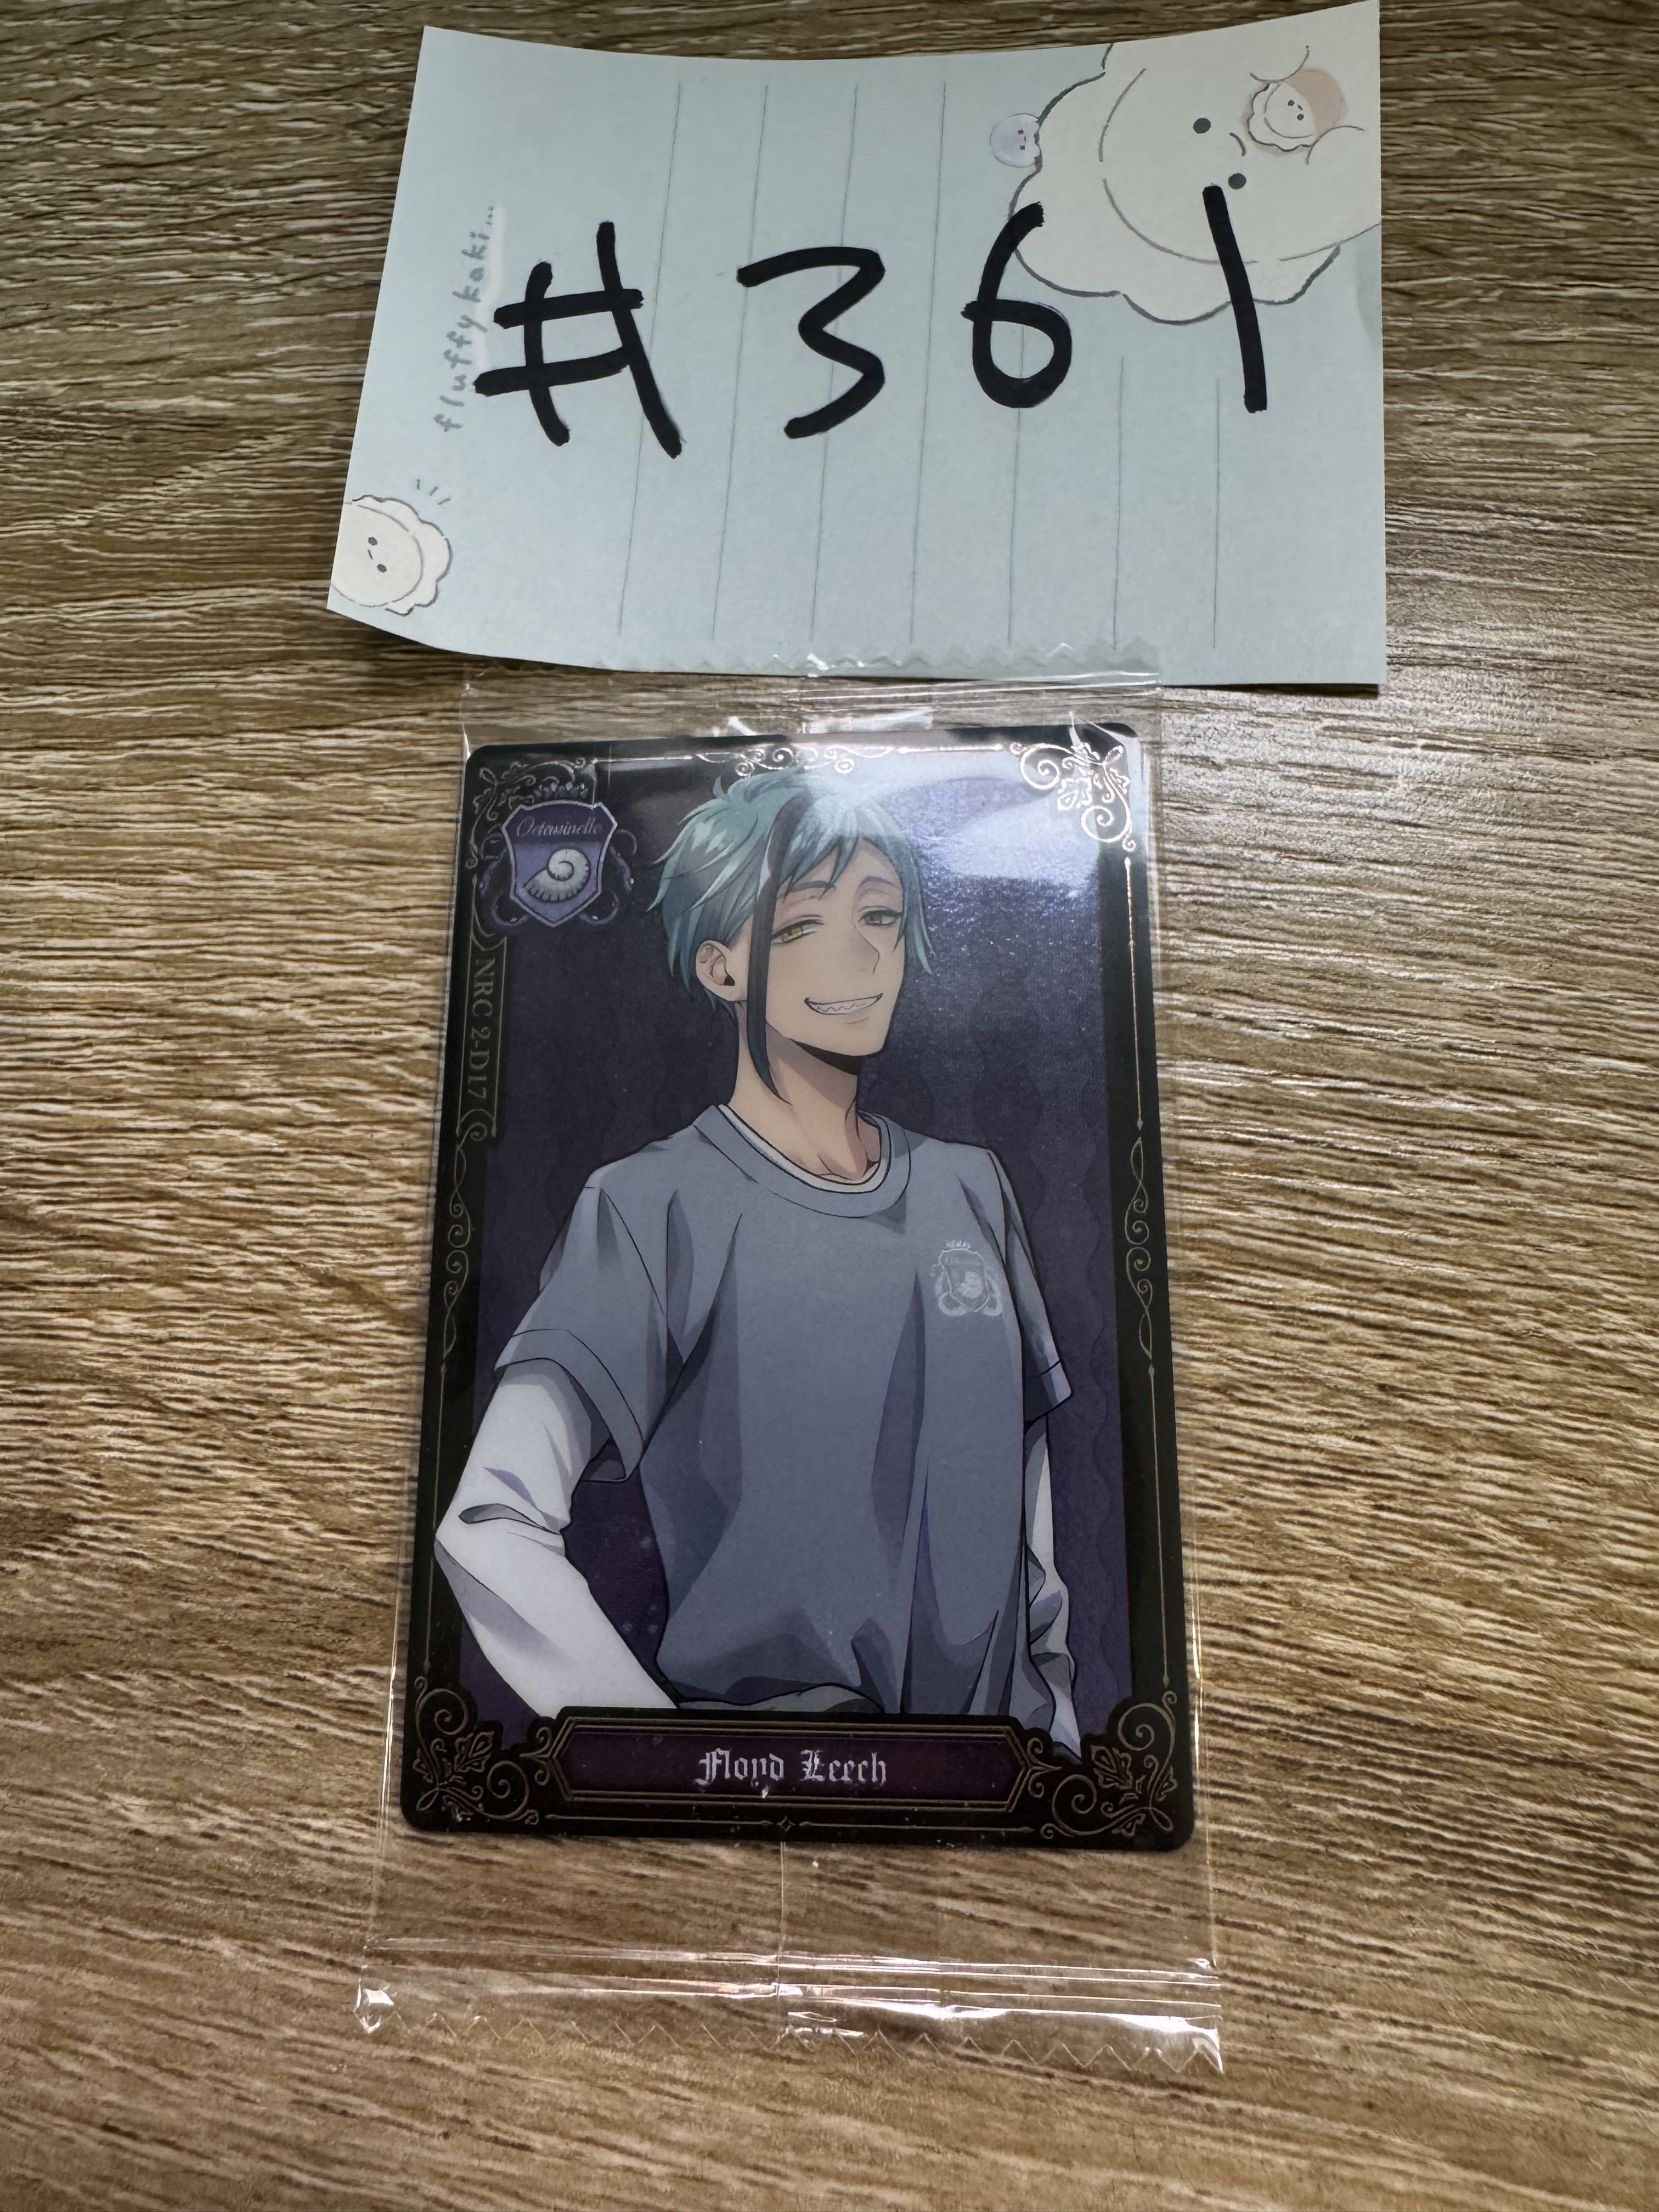 #361
fluffy kaki...
Octavinelle
NRC 2-D17
Floyd Leech